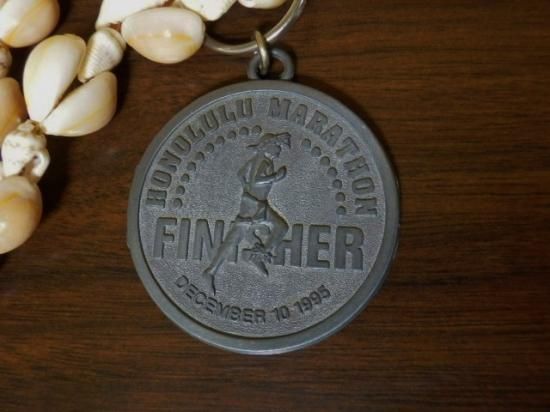 HONOLULU MARATHON
FINISHER
DECEMBER 10 1995